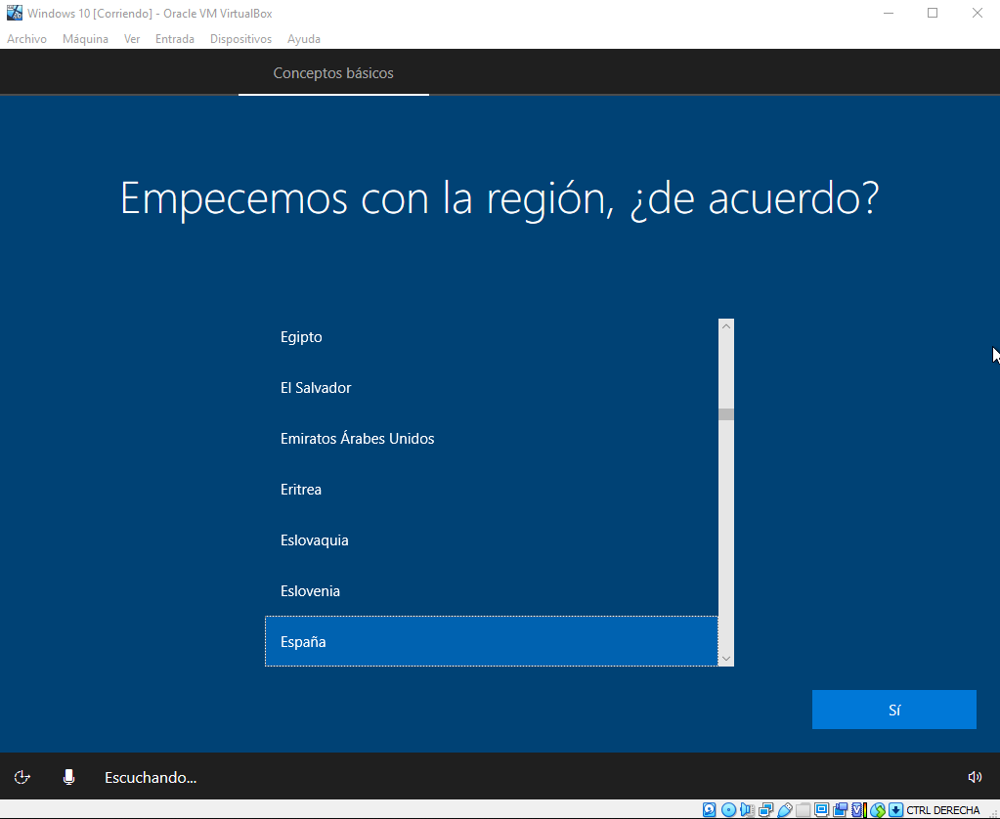 Windows 10 [Corriendo] - Oracle VM VirtualBox
Archivo Máquina Ver Entrada Dispositivos Ayuda
Conceptos básicos
Empecemos con la región, ¿de acuerdo?
Egipto
El Salvador
Emiratos Árabes Unidos
Eritrea
Eslovaquia
Eslovenia
España
Sí
Escuchando...
CTRL DERECHA